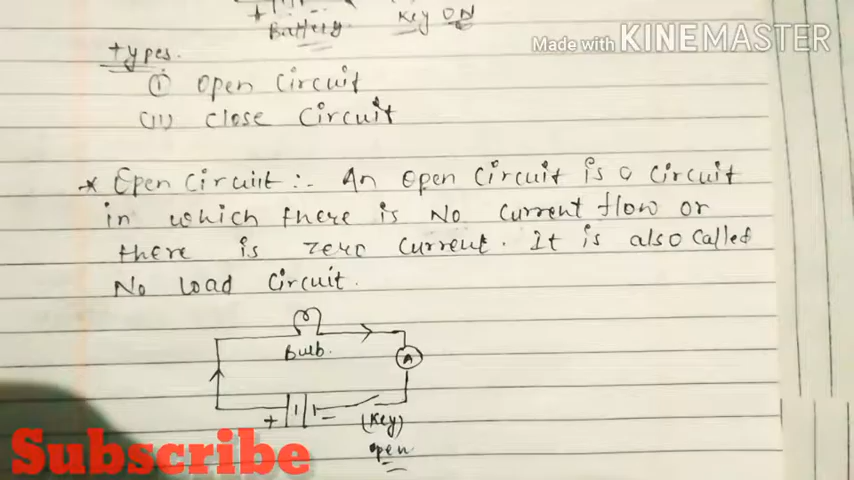 + Battery Key ON
Made with KINEMASTER
types.
(i) Open Circuit
(ii) Close Circuit
* Open Circuit :- An Open Circuit is a Circuit
in which there is No Current flow or
there is zero Current. It is also Called
No Load Circuit.
Bulb.
A
+ - (Key)
open
Subscribe